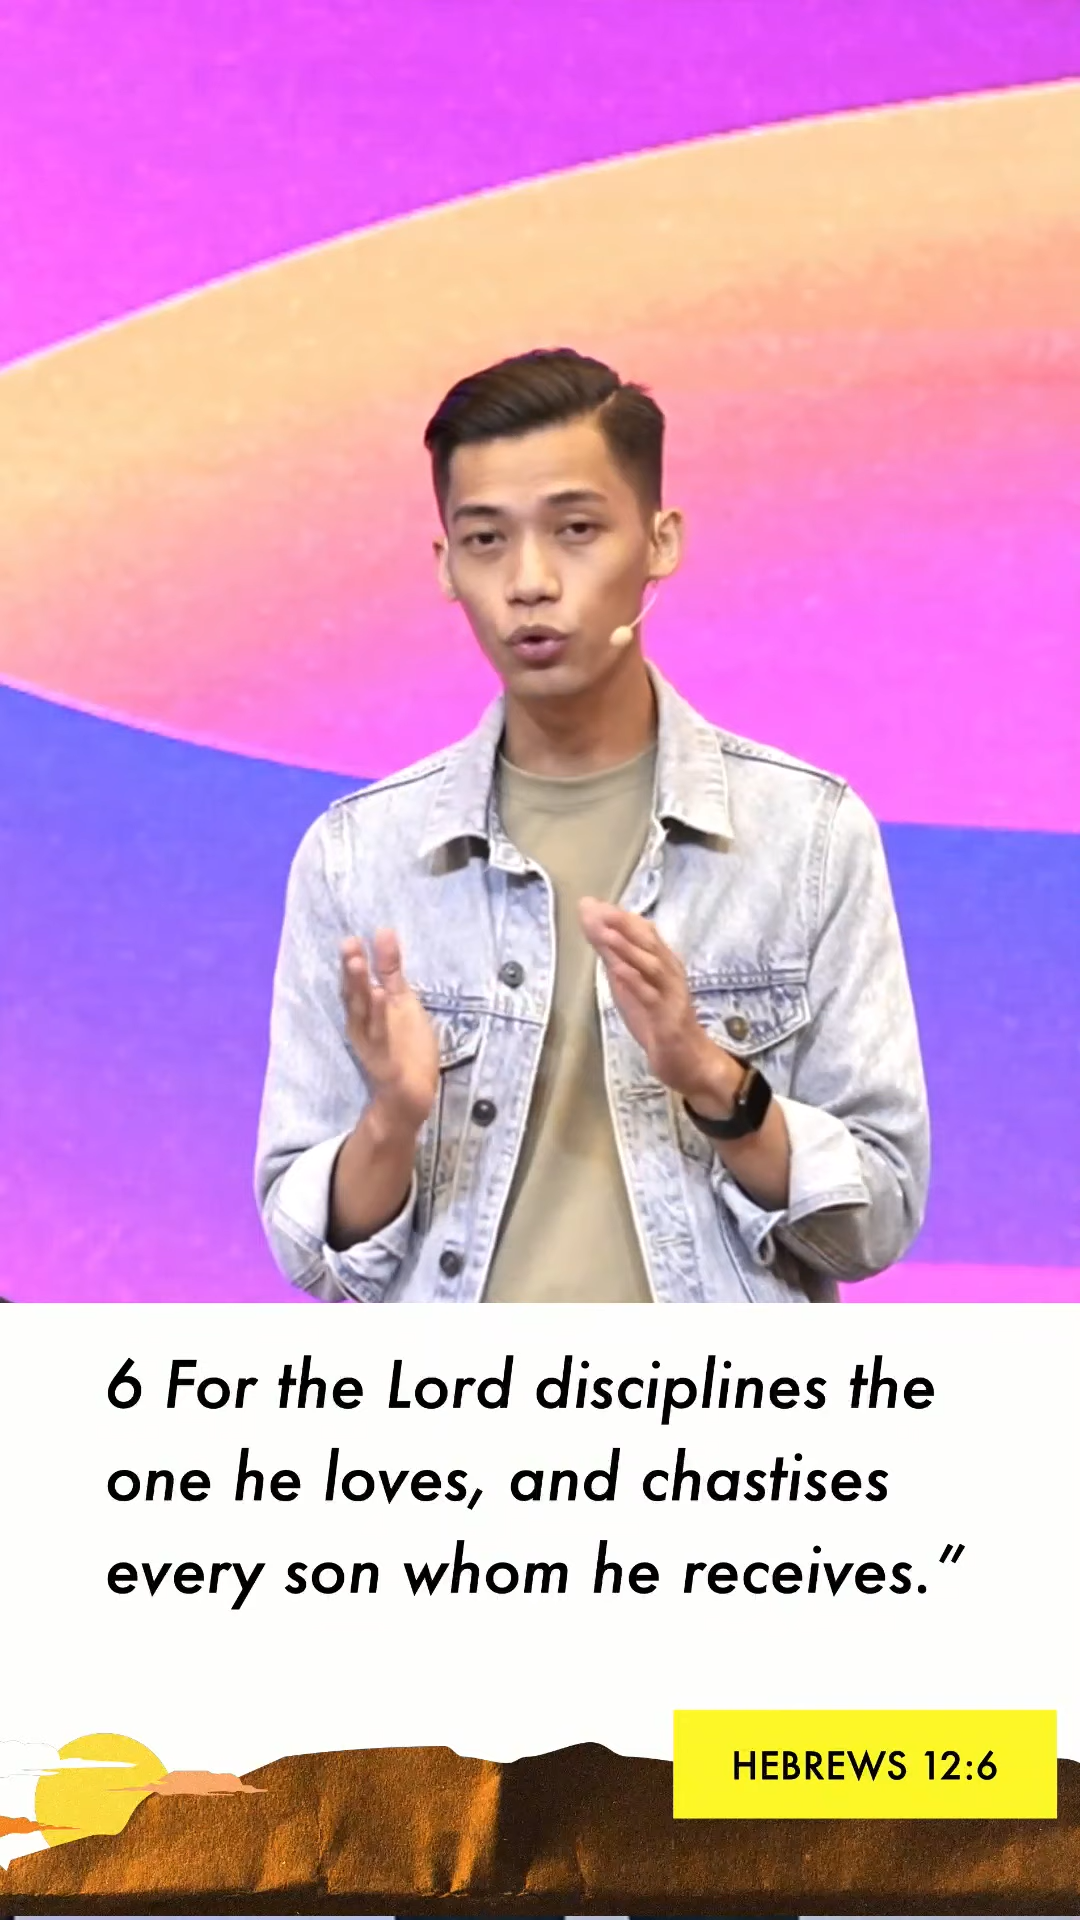 6 For the Lord disciplines the
one he loves, and chastises
every son whom he receives.”
HEBREWS 12:6